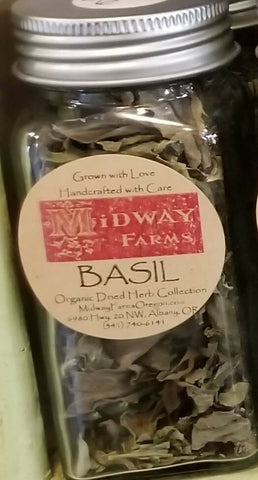 Grown with Love
Handcrafted with Care
MIDWAY
FARMS
BASIL
Organic Dried Herb Collection
MidwayFarmsOregon.com
6980 Hwy. 20 NW, Albany, OR
(541) 740-6141